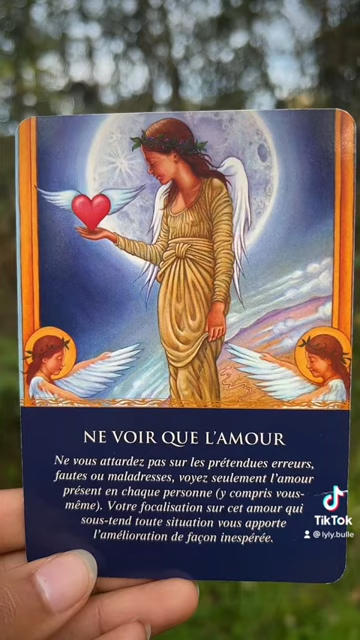 NE VOIR QUE L'AMOUR
Ne vous attardez pas sur les prétendues erreurs,
fautes ou maladresses, voyez seulement l'amour
présent en chaque personne (y compris vous-
même). Votre focalisation sur cet amour qui
sous-tend toute situation vous apporte
l'amélioration de façon inespérée.
TikTok
@lyly.bulle